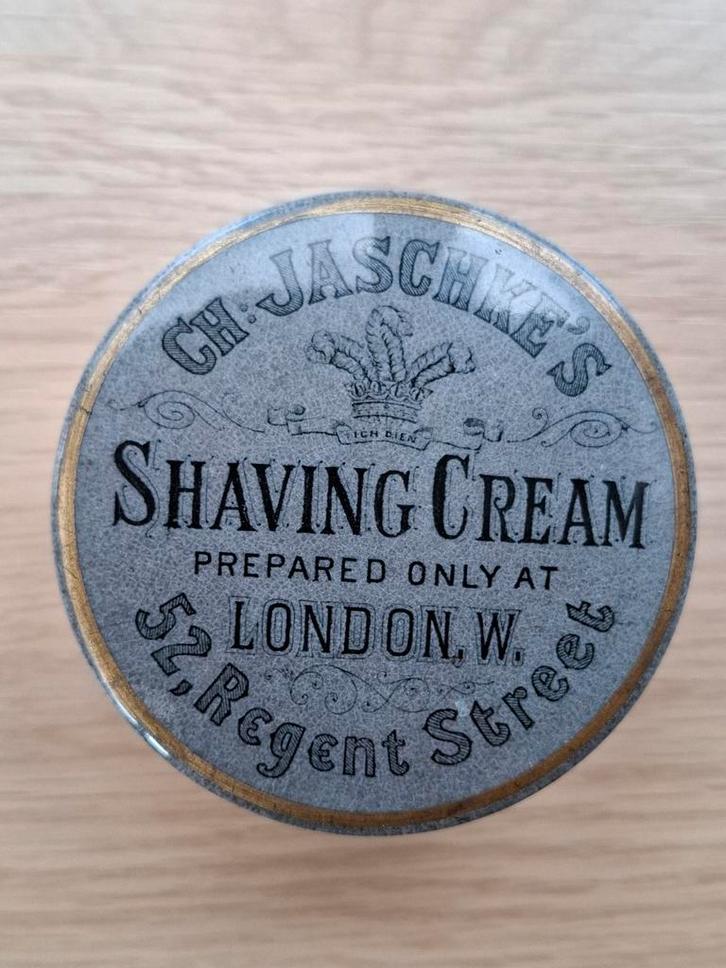 CH: JASCHKE'S
ICH DIEN
SHAVING CREAM
PREPARED ONLY AT
LONDON, W.
52, Regent Street